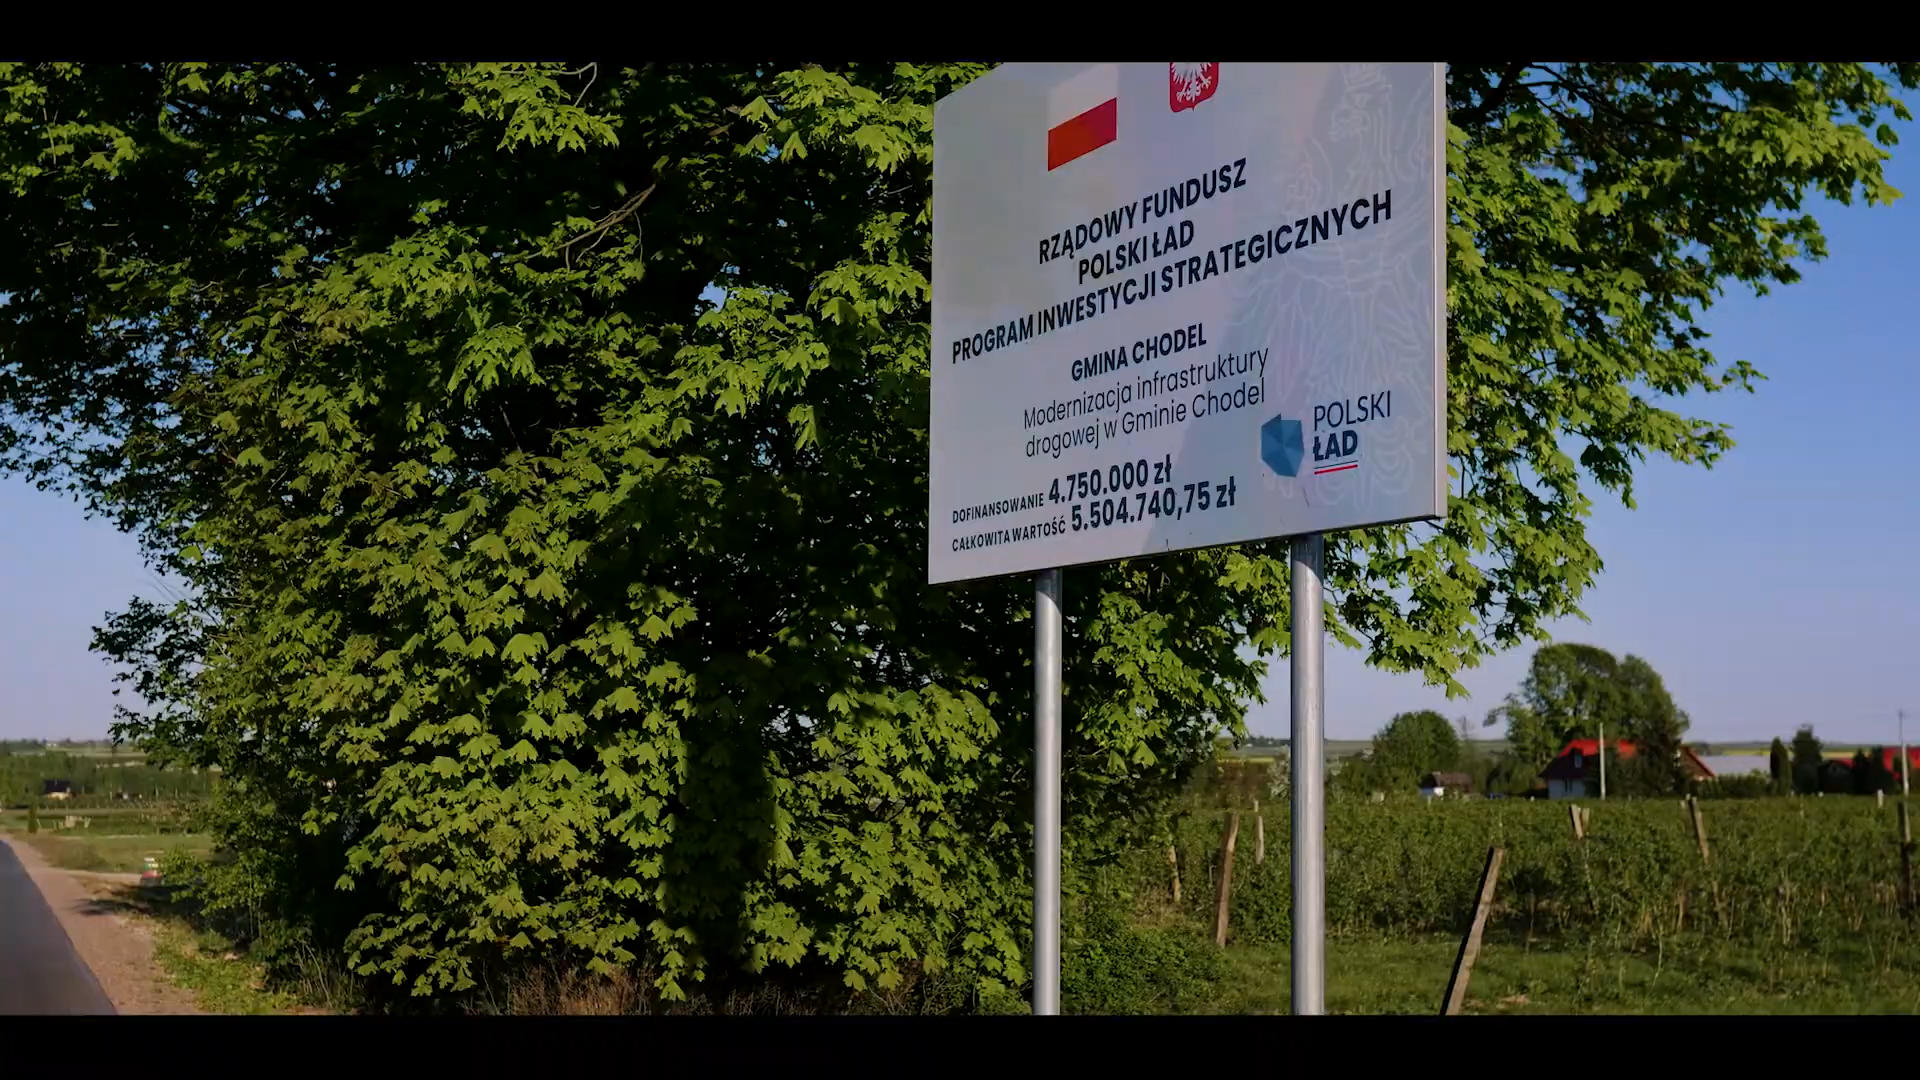 RZĄDOWY FUNDUSZ
POLSKI ŁAD
PROGRAM INWESTYCJI STRATEGICZNYCH
GMINA CHODEL
Modernizacja infrastruktury
drogowej w Gminie Chodel
POLSKI
ŁAD
DOFINANSOWANIE 4.750.000 zł
CAŁKOWITA WARTOŚĆ 5.504.740,75 zł